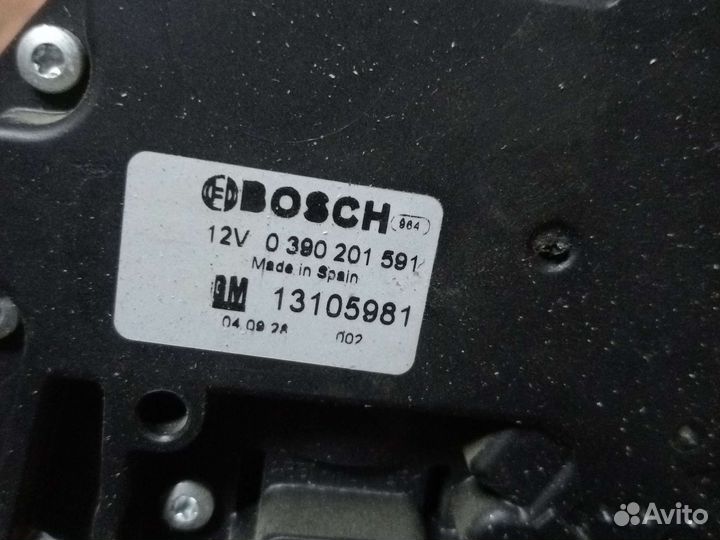 BOSCH 964
12V 0 390 201 591
Made in Spain
GM 13105981
04.09.28 002
Avito